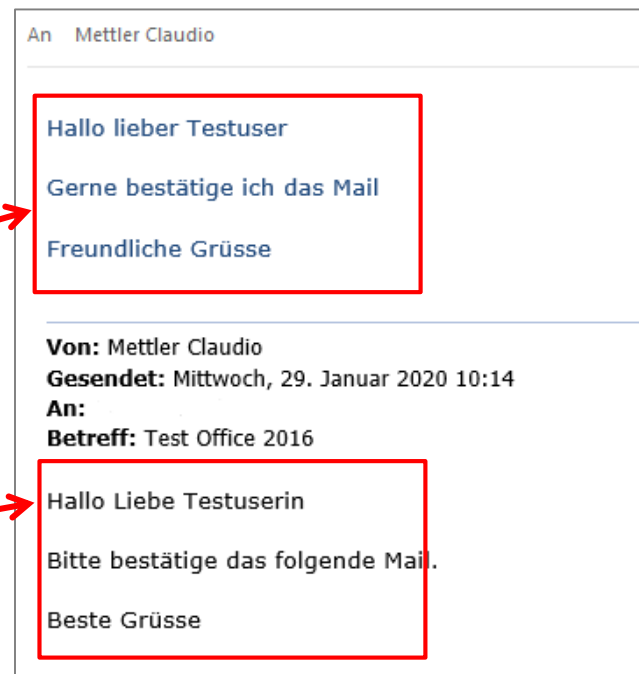 An Mettler Claudio
Hallo lieber Testuser
Gerne bestätige ich das Mail
Freundliche Grüsse
Von: Mettler Claudio
Gesendet: Mittwoch, 29. Januar 2020 10:14
An:
Betreff: Test Office 2016
Hallo Liebe Testuserin
Bitte bestätige das folgende Mail.
Beste Grüsse